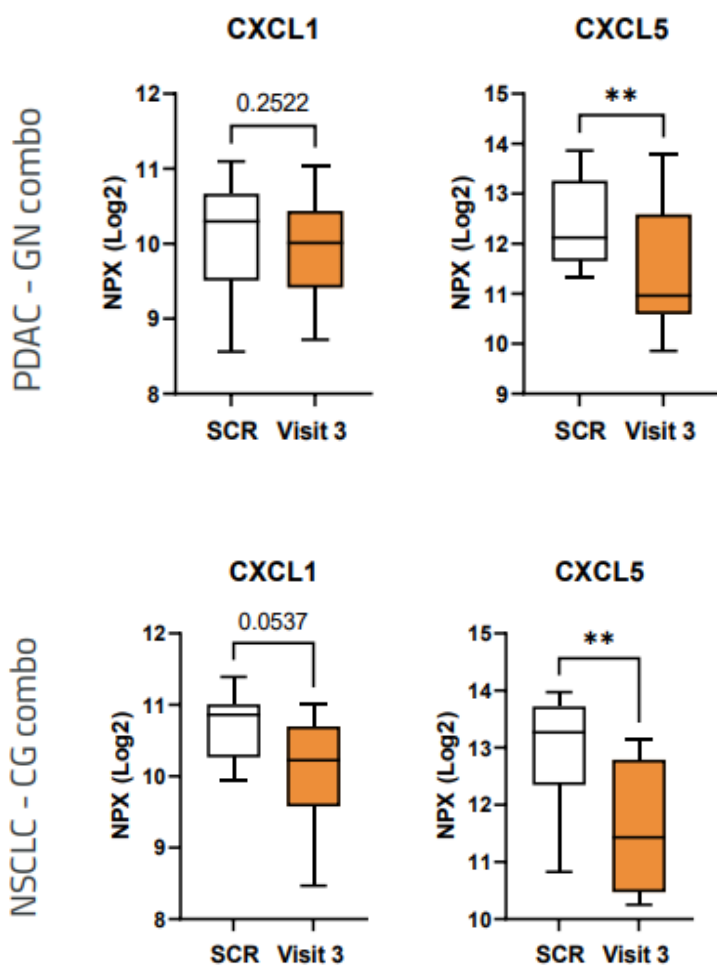 CXCL1
CXCL5
PDAC - GN combo
NPX (Log2)
12
11
10
9
8
0.2522
SCR Visit 3
NPX (Log2)
15
14
13
12
11
10
9
**
SCR Visit 3
CXCL1
CXCL5
NSCLC - CG combo
NPX (Log2)
12
11
10
9
8
0.0537
SCR Visit 3
NPX (Log2)
15
14
13
12
11
10
**
SCR Visit 3